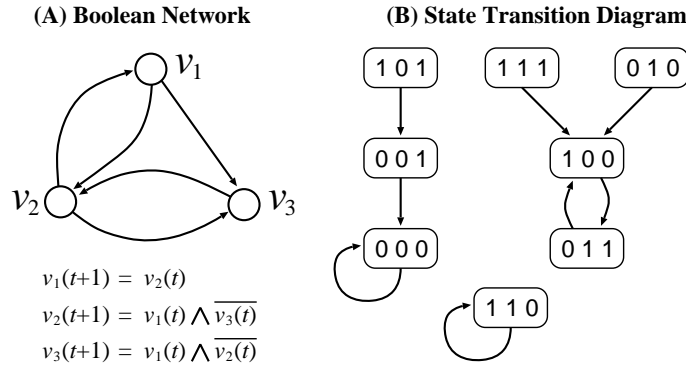 (A) Boolean Network
v₁
v₂
v₃
v₁(t+1) = v₂(t)
v₂(t+1) = v₁(t) ∧ v̅₃̅(̅t̅)̅
v₃(t+1) = v₁(t) ∧ v̅₂̅(̅t̅)̅
(B) State Transition Diagram
1 0 1
1 1 1
0 1 0
0 0 1
1 0 0
0 0 0
0 1 1
1 1 0